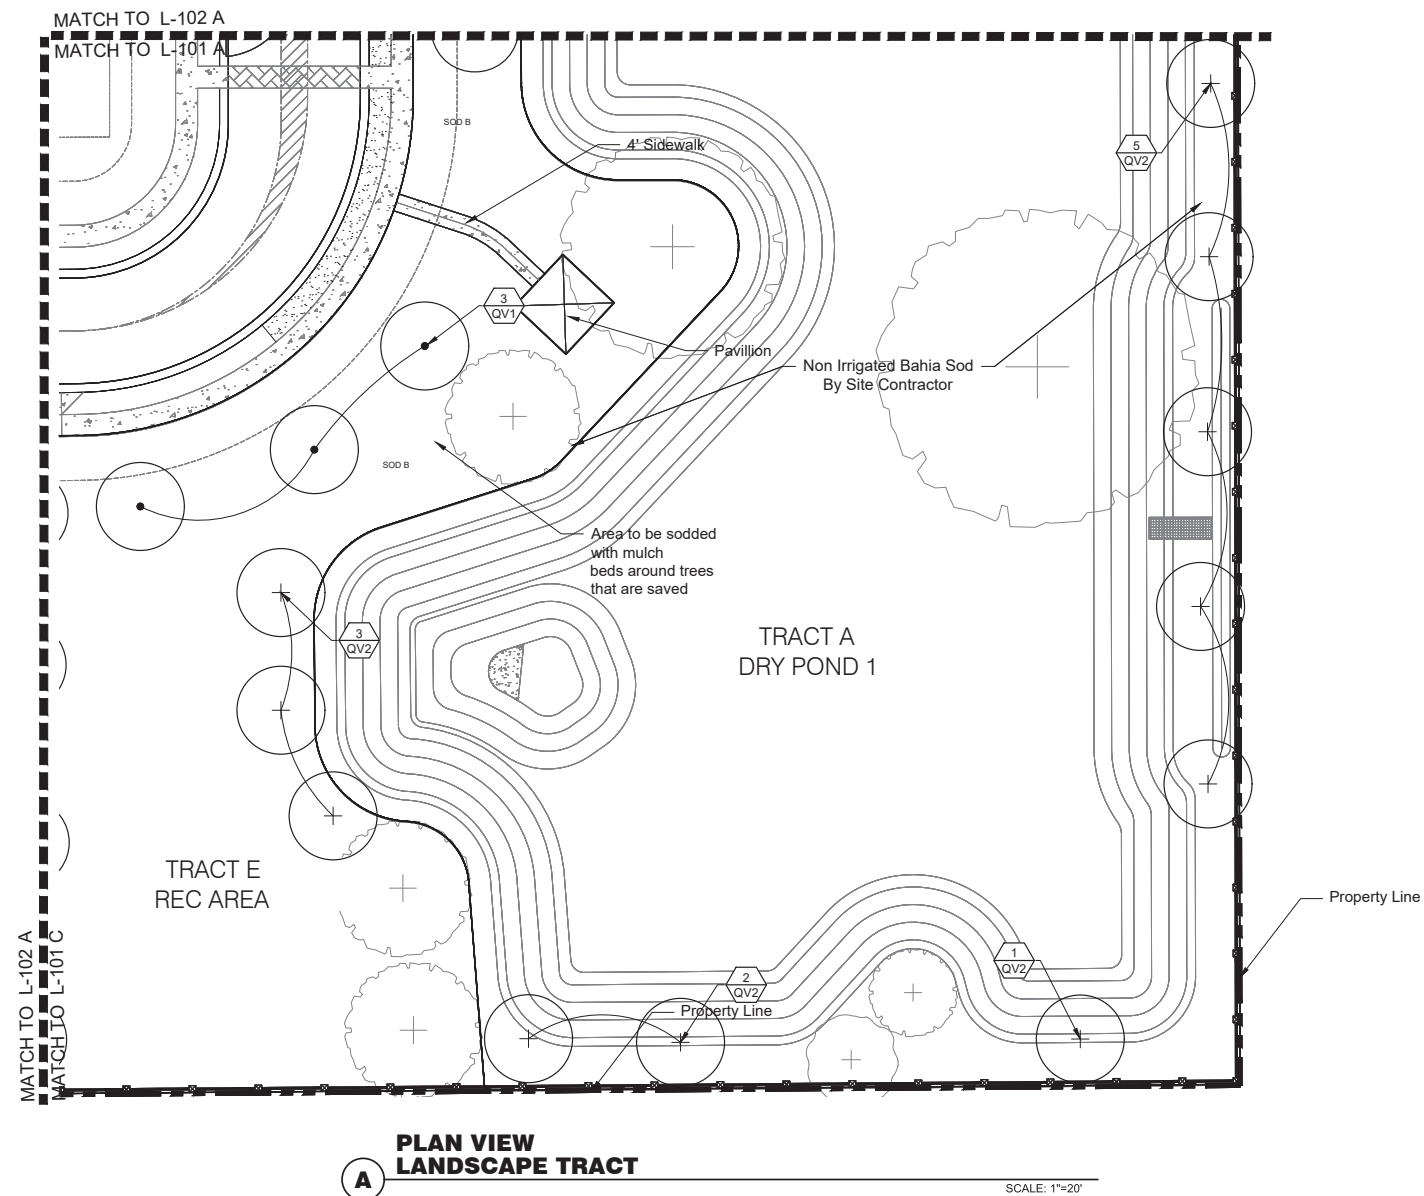 MATCH TO L-102 A
MATCH TO L-101 A
SOD B
4' Sidewalk
5
QV2
3
QV1
Pavillion
Non Irrigated Bahia Sod
By Site Contractor
SOD B
Area to be sodded
with mulch
beds around trees
that are saved
3
QV2
TRACT A
DRY POND 1
TRACT E
REC AREA
Property Line
MATCH TO L-102 A
MATCH TO L-101 C
1
QV2
2
QV2
Property Line
PLAN VIEW
LANDSCAPE TRACT
A
SCALE: 1"=20'